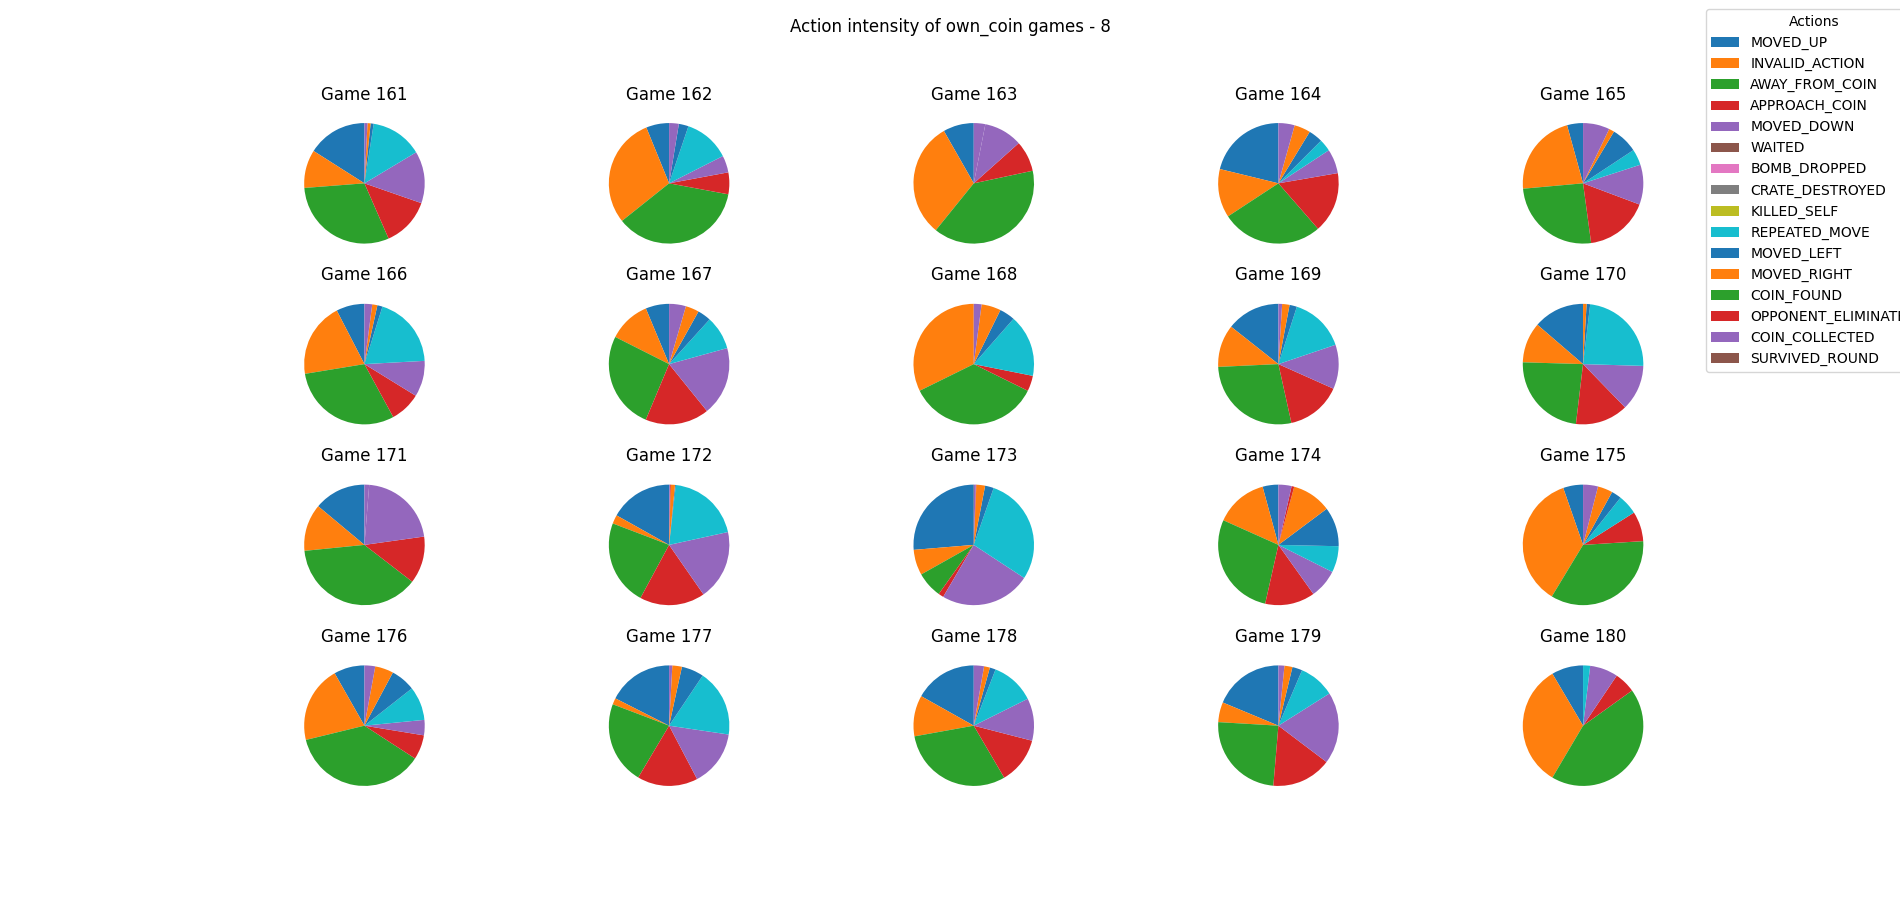 Action intensity of own_coin games - 8
Actions
MOVED_UP
INVALID_ACTION
AWAY_FROM_COIN
APPROACH_COIN
MOVED_DOWN
WAITED
BOMB_DROPPED
CRATE_DESTROYED
KILLED_SELF
REPEATED_MOVE
MOVED_LEFT
MOVED_RIGHT
COIN_FOUND
OPPONENT_ELIMINATI
COIN_COLLECTED
SURVIVED_ROUND
Game 161
Game 162
Game 163
Game 164
Game 165
Game 166
Game 167
Game 168
Game 169
Game 170
Game 171
Game 172
Game 173
Game 174
Game 175
Game 176
Game 177
Game 178
Game 179
Game 180